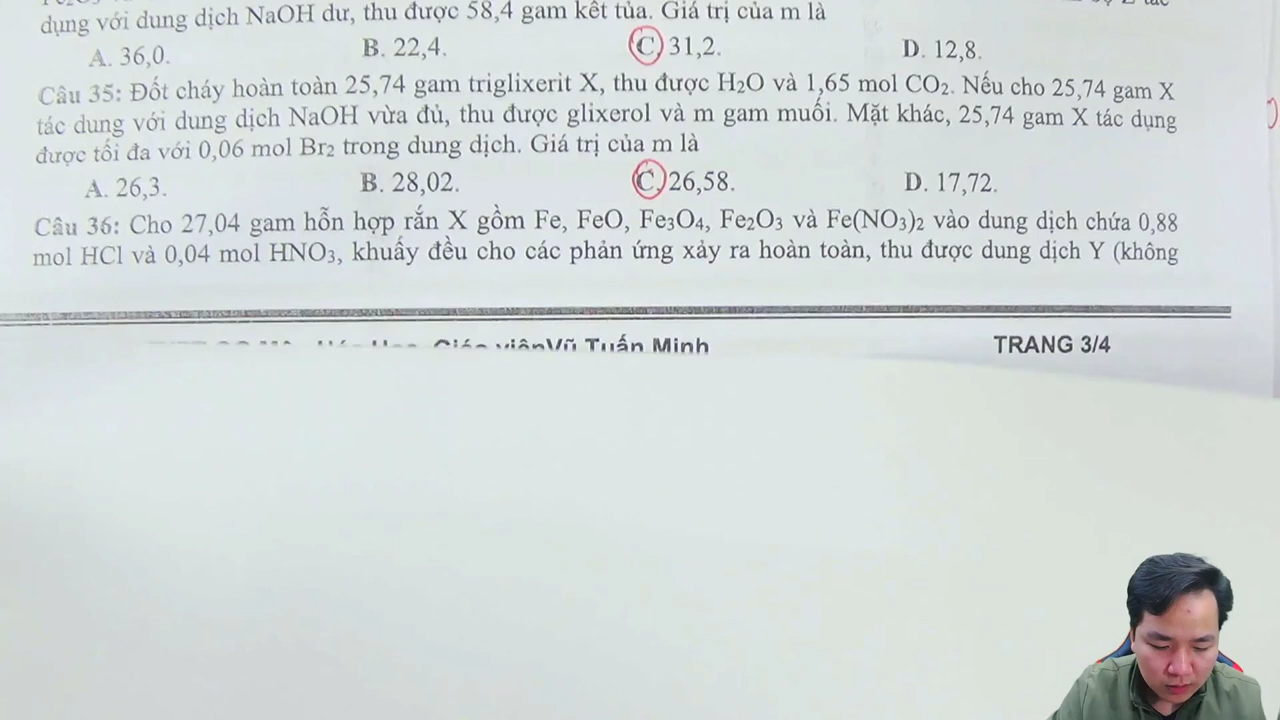 dụng với dung dịch NaOH dư, thu được 58,4 gam kết tủa. Giá trị của m là
A. 36,0. B. 22,4. C. 31,2. D. 12,8.
Câu 35: Đốt cháy hoàn toàn 25,74 gam triglixerit X, thu được H₂O và 1,65 mol CO₂. Nếu cho 25,74 gam X
tác dung với dung dịch NaOH vừa đủ, thu được glixerol và m gam muối. Mặt khác, 25,74 gam X tác dụng
được tối đa với 0,06 mol Br₂ trong dung dịch. Giá trị của m là
A. 26,3. B. 28,02. C. 26,58. D. 17,72.
Câu 36: Cho 27,04 gam hỗn hợp rắn X gồm Fe, FeO, Fe₃O₄, Fe₂O₃ và Fe(NO₃)₂ vào dung dịch chứa 0,88
mol HCl và 0,04 mol HNO₃, khuấy đều cho các phản ứng xảy ra hoàn toàn, thu được dung dịch Y (không
Giáo viênVũ Tuấn Minh TRANG 3/4